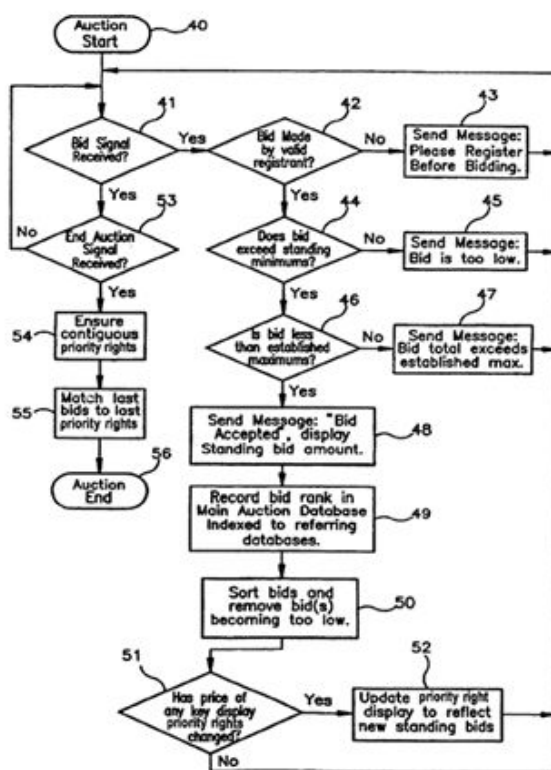 Auction
Start
40
41
Bid Signal
Received?
Yes
Yes
42
Bid Made
by valid
registrant?
No
Yes
43
Send Message:
Please Register
Before Bidding.
53
End Auction
Signal
Received?
No
Yes
44
Does bid
exceed standing
minimums?
No
Yes
45
Send Message:
Bid is too low.
46
Is bid less
than established
maximums?
No
Yes
47
Send Message:
Bid total exceeds
established max.
54
Ensure
contiguous
priority rights
55
Match last
bids to last
priority rights
56
Auction
End
Send Message: "Bid
Accepted", display
Standing bid amount.
48
Record bid rank in
Main Auction Database
Indexed to referring
databases.
49
Sort bids and
remove bid(s)
becoming too low.
50
51
Has price of
any key display
priority rights
changed?
Yes
No
52
Update priority right
display to reflect
new standing bids